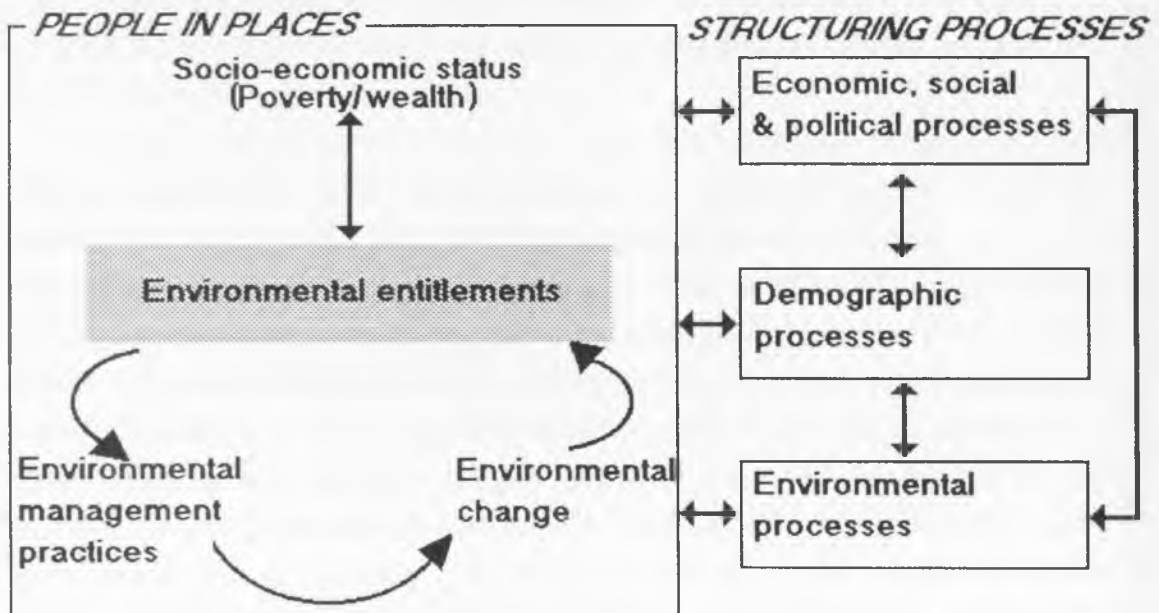 PEOPLE IN PLACES
Socio-economic status
(Poverty/wealth)
Environmental entitlements
Environmental
management
practices
Environmental
change
STRUCTURING PROCESSES
Economic, social
& political processes
Demographic
processes
Environmental
processes